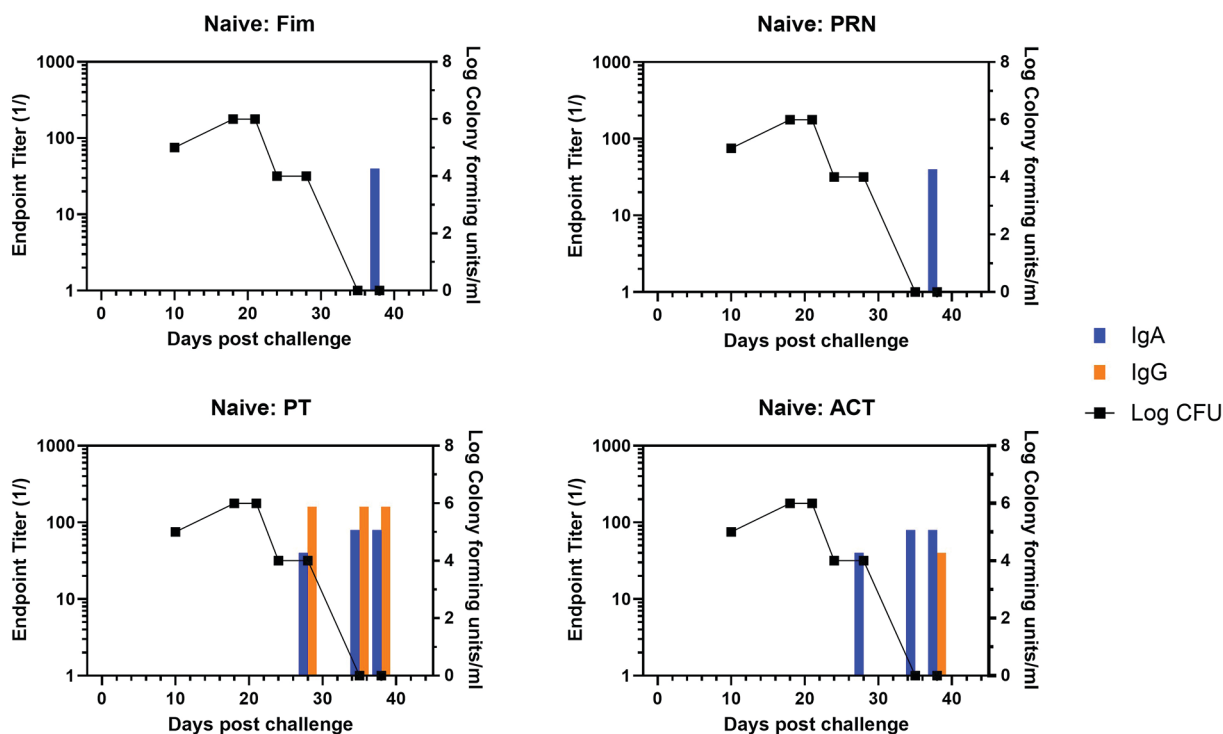 Naive: Fim
Endpoint Titer (1/)
1000
100
10
1
Log Colony forming units/ml
8
6
4
2
0
0 10 20 30 40
Days post challenge
Naive: PRN
Endpoint Titer (1/)
1000
100
10
1
Log Colony forming units/ml
8
6
4
2
0
0 10 20 30 40
Days post challenge
Naive: PT
Endpoint Titer (1/)
1000
100
10
1
Log Colony forming units/ml
8
6
4
2
0
0 10 20 30 40
Days post challenge
Naive: ACT
Endpoint Titer (1/)
1000
100
10
1
Log Colony forming units/ml
8
6
4
2
0
0 10 20 30 40
Days post challenge
IgA
IgG
Log CFU